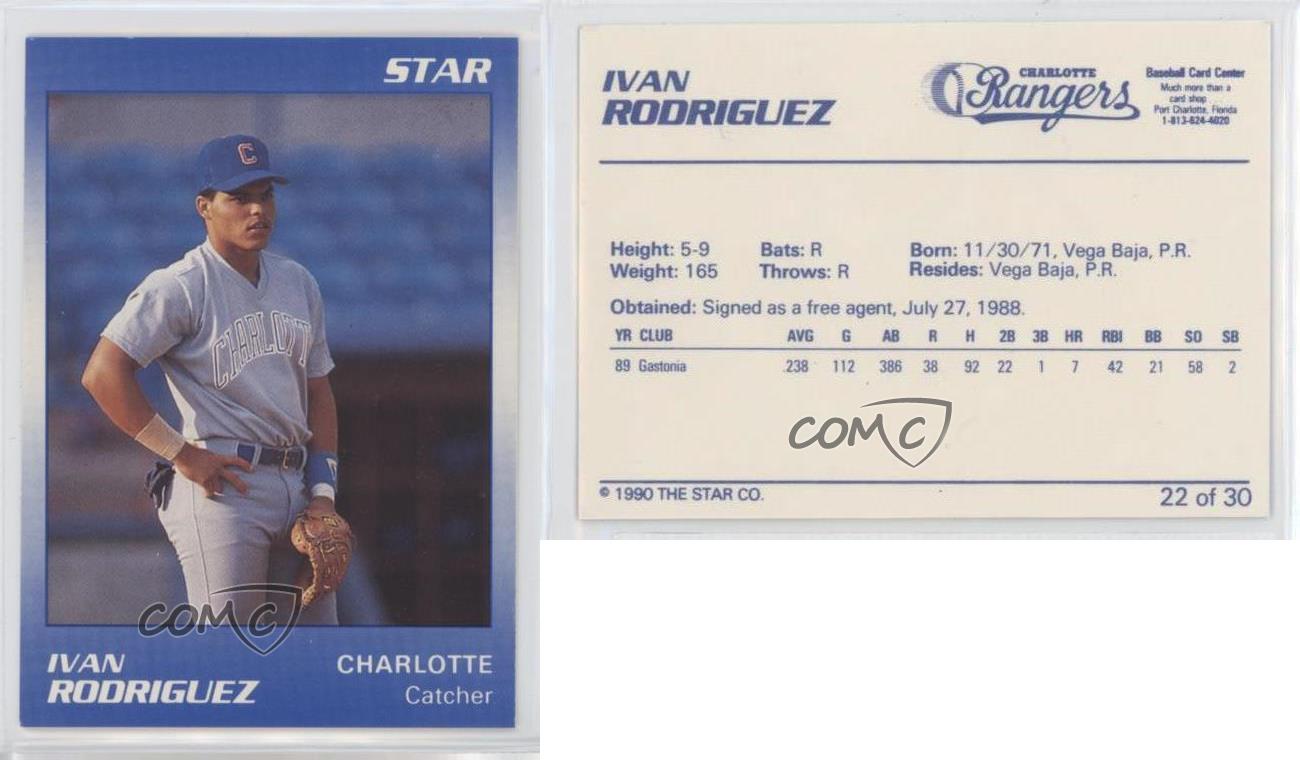 STAR
C
CHARLOTT
COMC
IVAN
RODRIGUEZ
CHARLOTTE
Catcher
IVAN
RODRIGUEZ
CHARLOTTE
Rangers
Baseball Card Center
Much more than a
card shop
Port Charlotte, Florida
1-813-624-4020
Height: 5-9 Bats: R Born: 11/30/71, Vega Baja, P.R.
Weight: 165 Throws: R Resides: Vega Baja, P.R.
Obtained: Signed as a free agent, July 27, 1988.
YR CLUB AVG G AB R H 2B 3B HR RBI BB SO SB
89 Gastonia .238 112 386 38 92 22 1 7 42 21 58 2
COMC
© 1990 THE STAR CO. 22 of 30